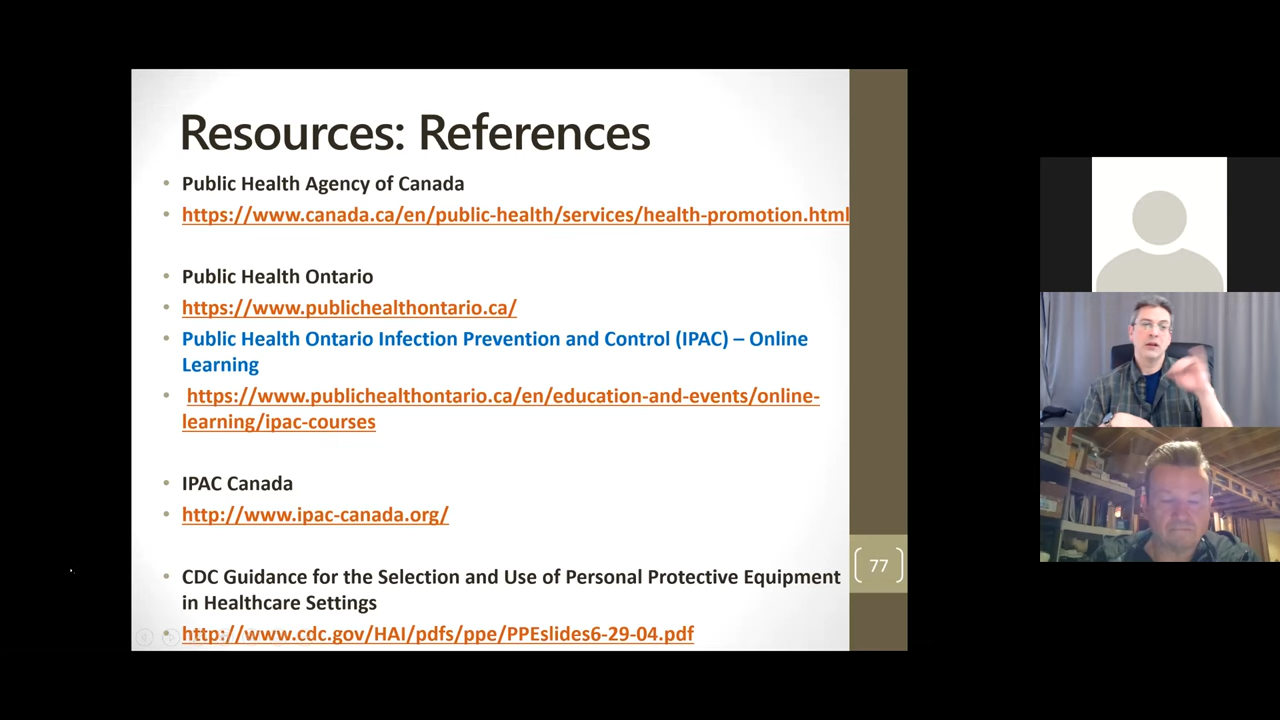 Resources: References
Public Health Agency of Canada
https://www.canada.ca/en/public-health/services/health-promotion.html
Public Health Ontario
https://www.publichealthontario.ca/
Public Health Ontario Infection Prevention and Control (IPAC) – Online
Learning
https://www.publichealthontario.ca/en/education-and-events/online-
learning/ipac-courses
IPAC Canada
http://www.ipac-canada.org/
CDC Guidance for the Selection and Use of Personal Protective Equipment
in Healthcare Settings
http://www.cdc.gov/HAI/pdfs/ppe/PPEslides6-29-04.pdf
77